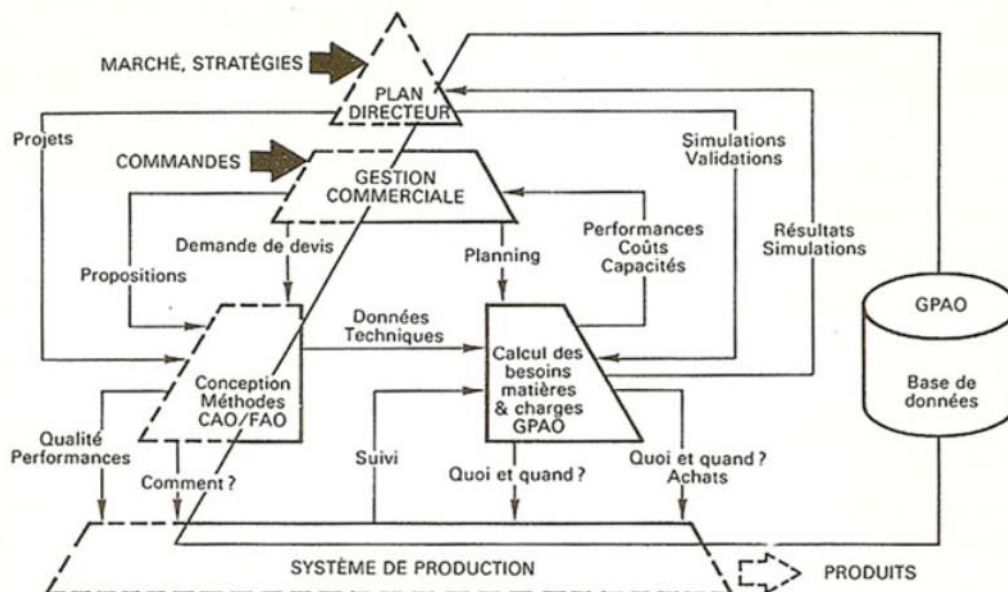 MARCHÉ, STRATÉGIES
PLAN
DIRECTEUR
Projets
COMMANDES
Simulations
Validations
GESTION
COMMERCIALE
Demande de devis
Planning
Performances
Coûts
Capacités
Résultats
Simulations
Propositions
GPAO
Base de
données
Données
Techniques
Conception
Méthodes
CAO/FAO
Calcul des
besoins
matières
& charges
GPAO
Qualité
Performances
Comment ?
Suivi
Quoi et quand ?
Quoi et quand ?
Achats
SYSTÈME DE PRODUCTION
PRODUITS